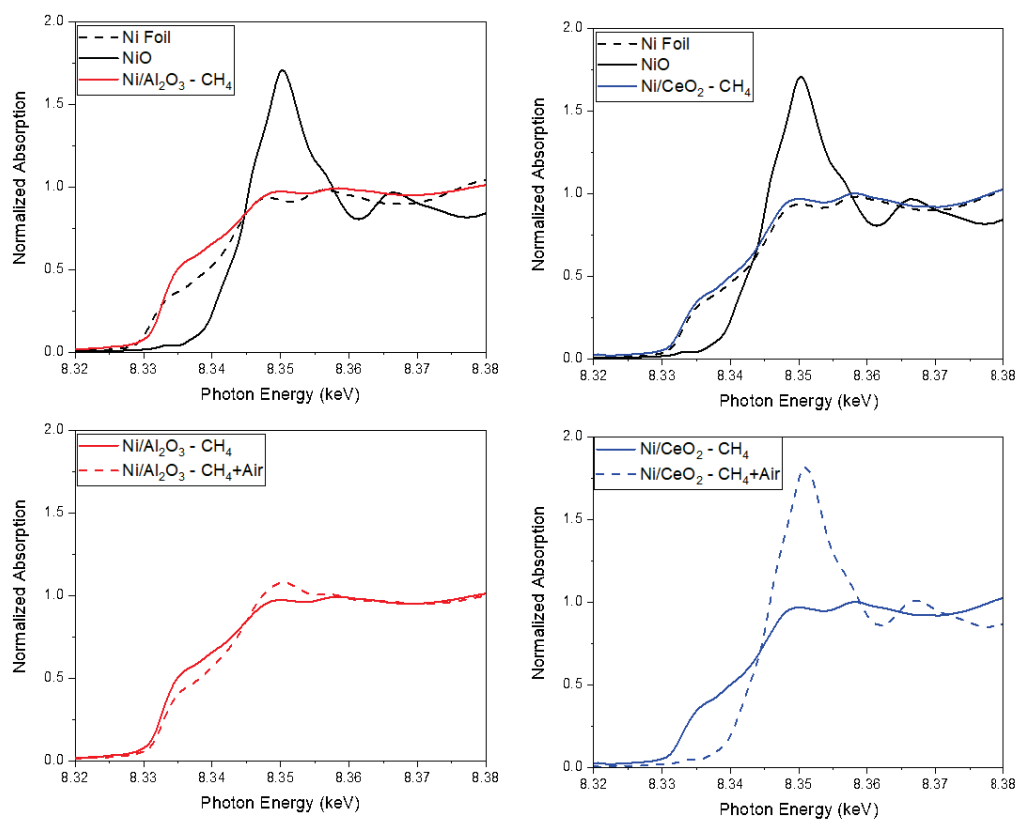 2.0
1.5
1.0
0.5
0.0
Normalized Absorption
Ni Foil
NiO
Ni/Al₂O₃ - CH₄
8.32
8.33
8.34
8.35
8.36
8.37
8.38
Photon Energy (keV)
2.0
1.5
1.0
0.5
0.0
Normalized Absorption
Ni Foil
NiO
Ni/CeO₂ - CH₄
8.32
8.33
8.34
8.35
8.36
8.37
8.38
Photon Energy (keV)
2.0
1.5
1.0
0.5
0.0
Normalized Absorption
Ni/Al₂O₃ - CH₄
Ni/Al₂O₃ - CH₄+Air
8.32
8.33
8.34
8.35
8.36
8.37
8.38
Photon Energy (keV)
2.0
1.5
1.0
0.5
0.0
Normalized Absorption
Ni/CeO₂ - CH₄
Ni/CeO₂ - CH₄+Air
8.32
8.33
8.34
8.35
8.36
8.37
8.38
Photon Energy (keV)